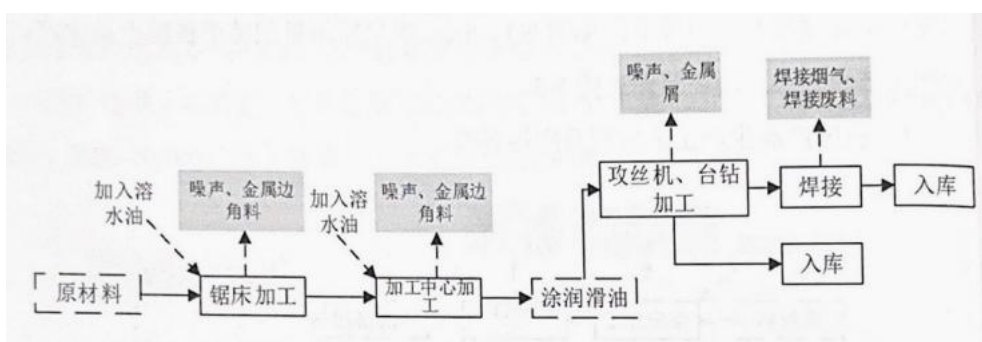 噪声、金属
屑
焊接烟气、
焊接废料
攻丝机、台钻
加工
焊接
入库
加入溶
水油
噪声、金属边
角料
加入溶
水油
噪声、金属边
角料
入库
原材料
锯床加工
加工中心加
工
涂润滑油